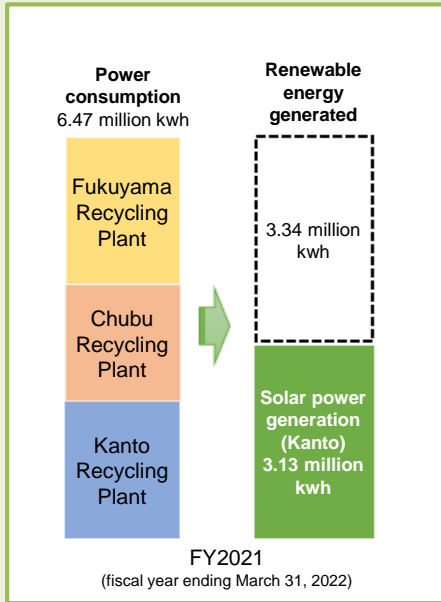 Power
consumption
6.47 million kwh
Fukuyama
Recycling
Plant
Chubu
Recycling
Plant
Kanto
Recycling
Plant
Renewable
energy
generated
3.34 million
kwh
Solar power
generation
(Kanto)
3.13 million
kwh
FY2021
(fiscal year ending March 31, 2022)